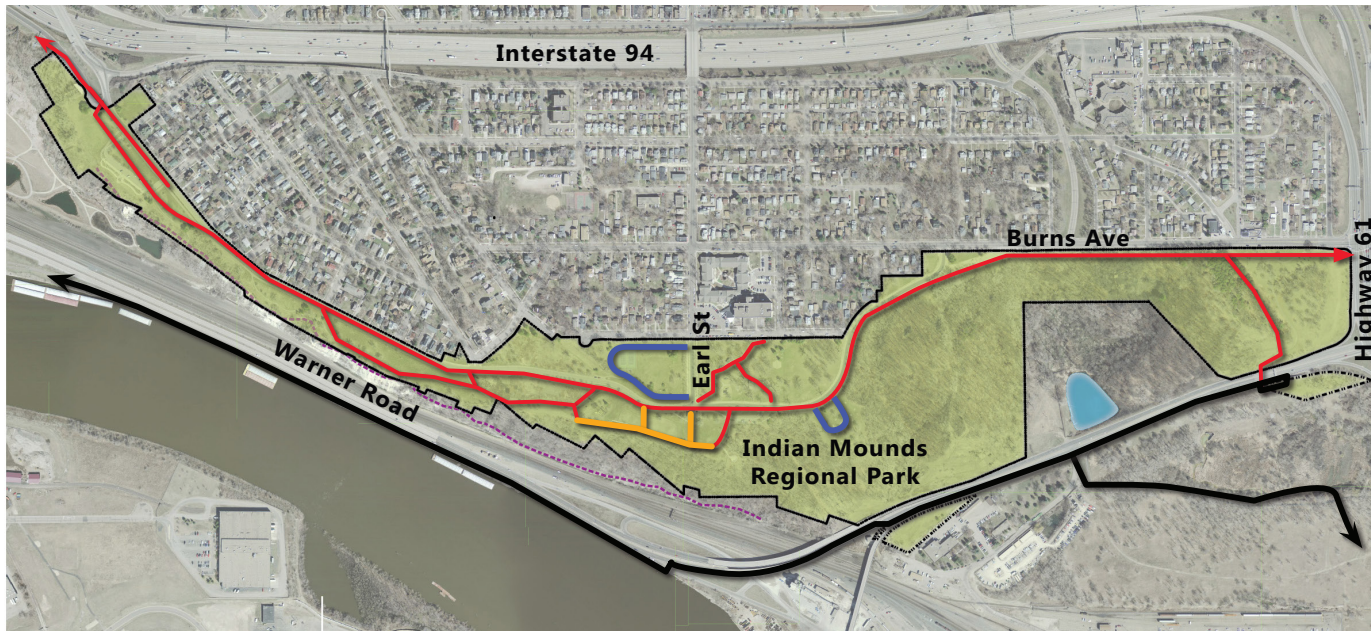 Interstate 94
Burns Ave
Highway 61
Earl St
Warner Road
Indian Mounds
Regional Park